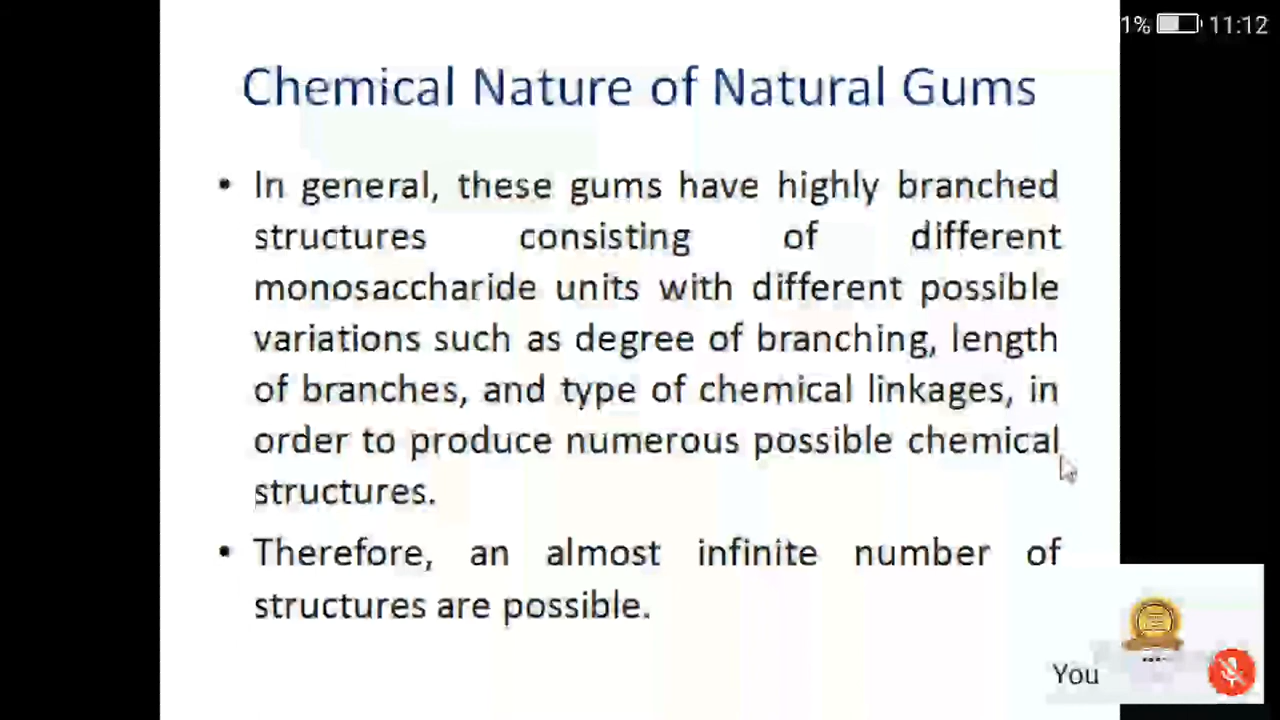 1% 11:12
Chemical Nature of Natural Gums
• In general, these gums have highly branched
structures consisting of different
monosaccharide units with different possible
variations such as degree of branching, length
of branches, and type of chemical linkages, in
order to produce numerous possible chemical
structures.
• Therefore, an almost infinite number of
structures are possible.
You